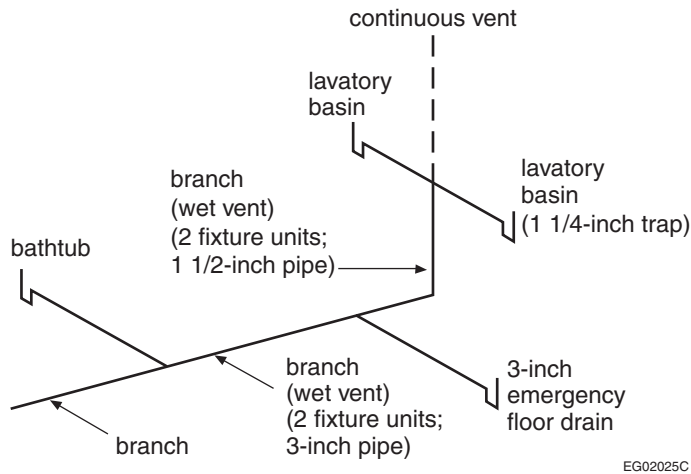 continuous vent
lavatory
basin
lavatory
basin
(1 1/4-inch trap)
branch
(wet vent)
(2 fixture units;
1 1/2-inch pipe)
bathtub
branch
(wet vent)
(2 fixture units;
3-inch pipe)
3-inch
emergency
floor drain
branch
EG02025C